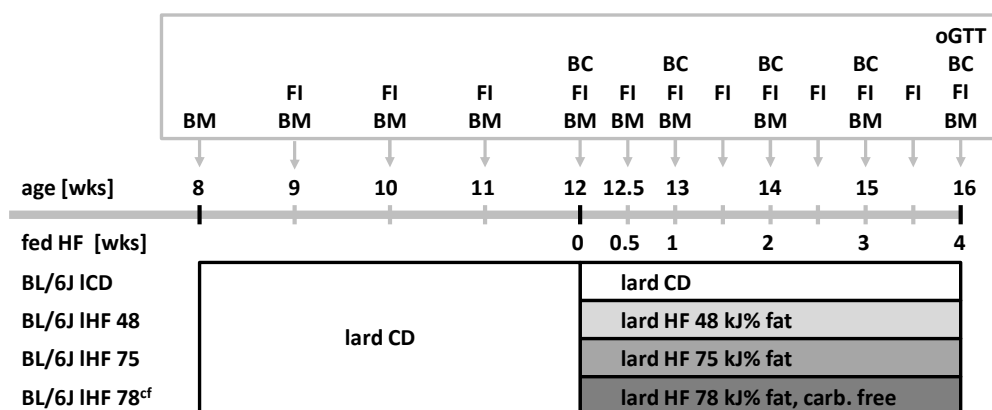 oGTT
BC BC BC BC BC
FI FI FI FI FI FI FI FI FI FI FI FI
BM BM BM BM BM BM BM BM BM BM
age [wks] 8 9 10 11 12 12.5 13 14 15 16
fed HF [wks] 0 0.5 1 2 3 4
BL/6J lCD lard CD
BL/6J lHF 48 lard HF 48 kJ% fat
lard CD
BL/6J lHF 75 lard HF 75 kJ% fat
BL/6J lHF 78cf lard HF 78 kJ% fat, carb. free